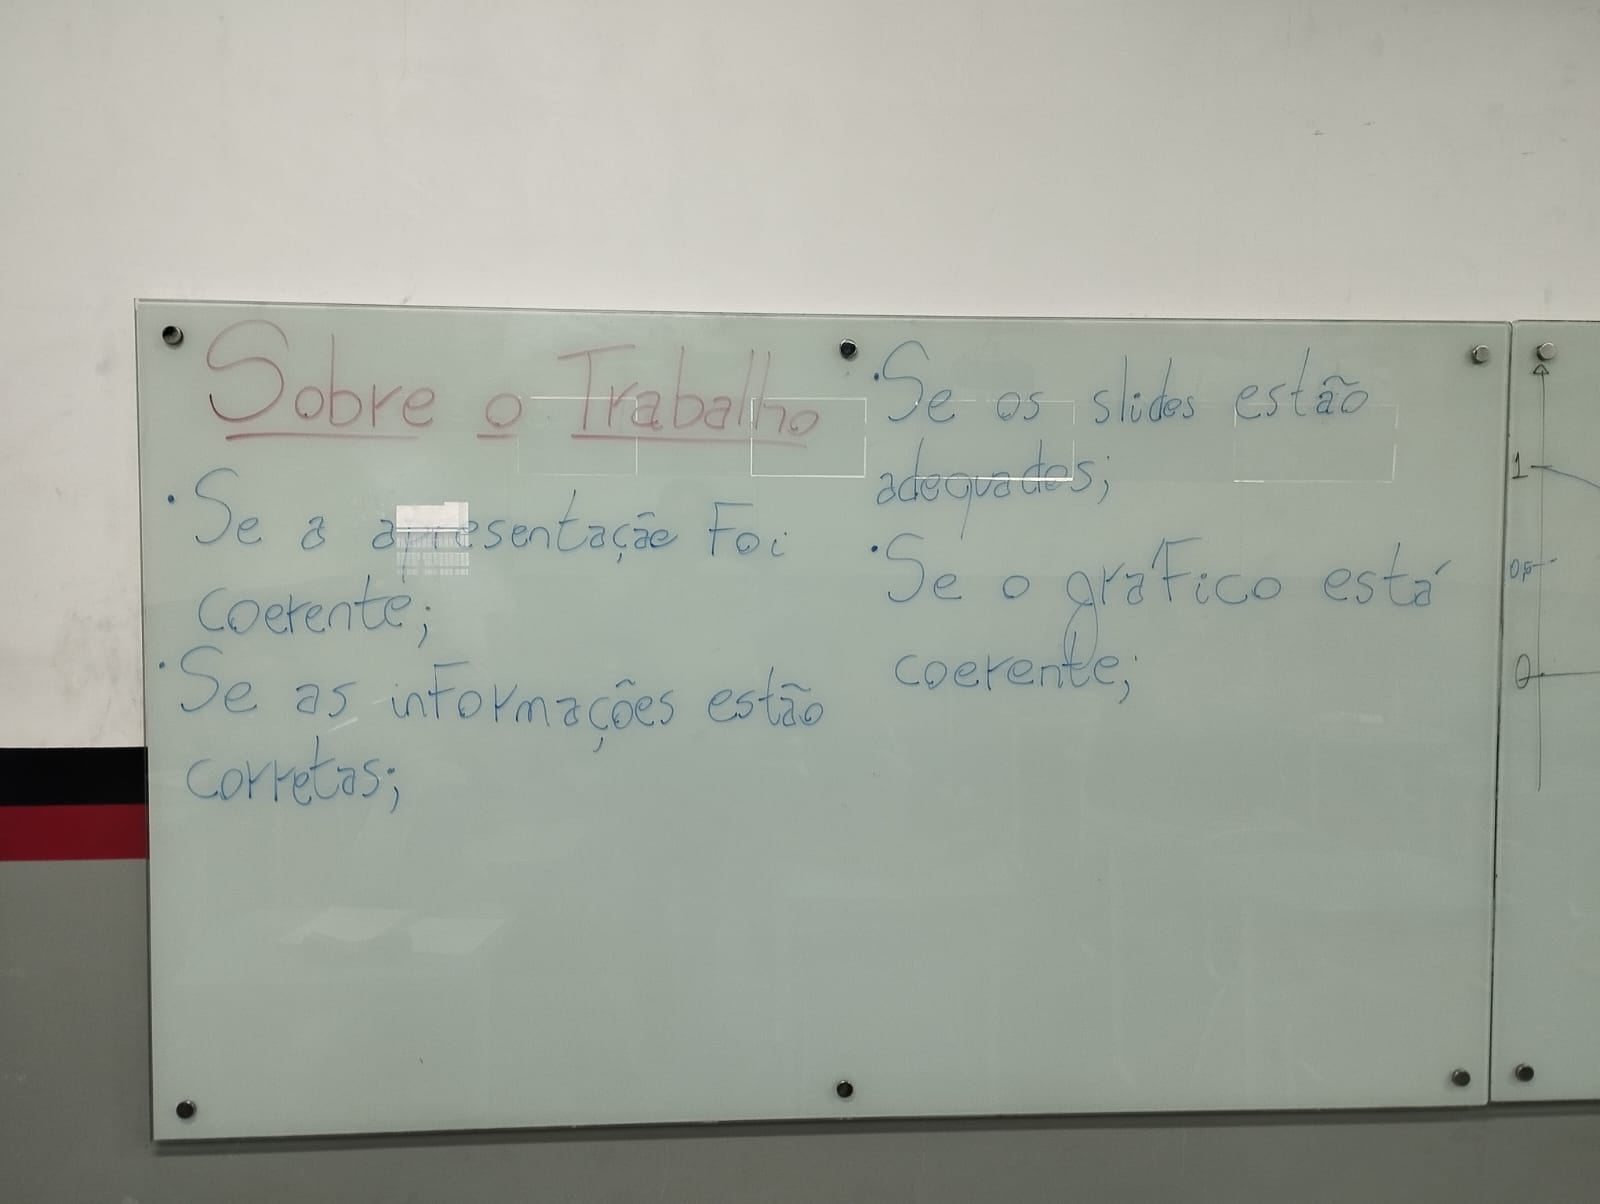 Sobre o Trabalho
• Se a apresentação Foi
coerente;
• Se as informações estão
corretas;
• Se os slides estão
adequados;
• Se o gráfico está
coerente;
1
0,5
0